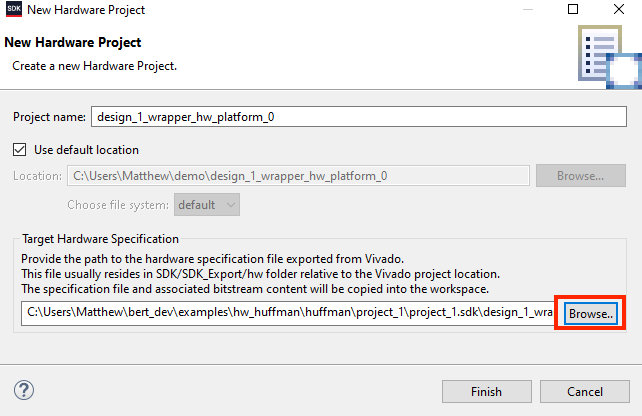 SDK New Hardware Project
New Hardware Project
Create a new Hardware Project.
Project name: design_1_wrapper_hw_platform_0
Use default location
Location: C:\Users\Matthew\demo\design_1_wrapper_hw_platform_0 Browse...
Choose file system: default
Target Hardware Specification
Provide the path to the hardware specification file exported from Vivado.
This file usually resides in SDK/SDK_Export/hw folder relative to the Vivado project location.
The specification file and associated bitstream content will be copied into the workspace.
C:\Users\Matthew\bert_dev\examples\hw_huffman\huffman\project_1\project_1.sdk\design_1_wra Browse..
? Finish Cancel